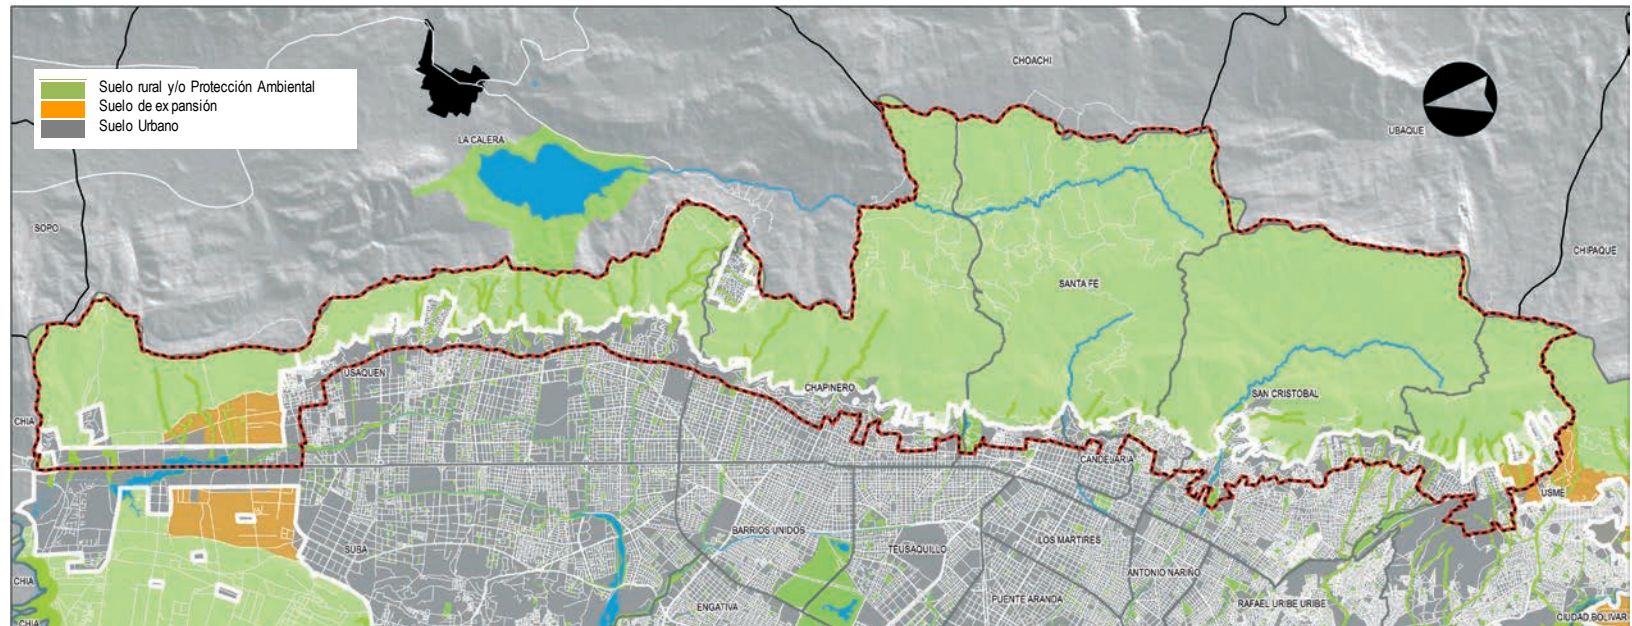 CHOACHI
Suelo rural y/o Protección Ambiental
Suelo de expansión
Suelo Urbano
UBAQUE
LA CALERA
SOPO
CHIPAQUE
SANTA FE
USAQUEN
CHAPINERO
SAN CRISTOBAL
CHIA
CANDELARIA
USME
BARRIOS UNIDOS
LOS MARTIRES
SUBA
TEUSAQUILLO
ANTONIO NARIÑO
CHIA
PUENTE ARANDA
RAFAEL URIBE URIBE
ENGATIVA
CIUDAD BOLIVAR
CHIA